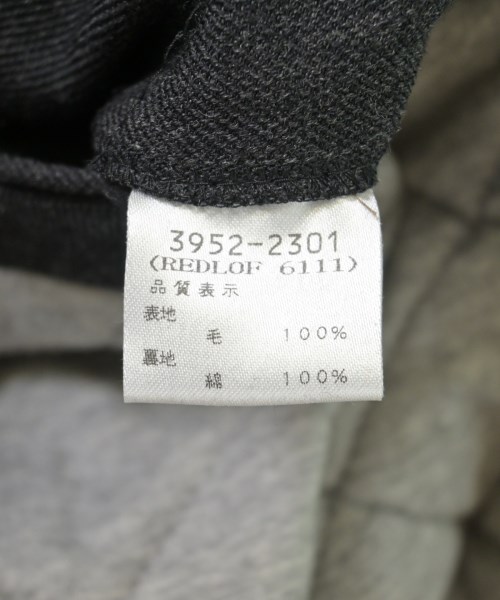 3952-2301
(REDLOF 6111)
品質表示
表地
毛 100%
裏地
綿 100%